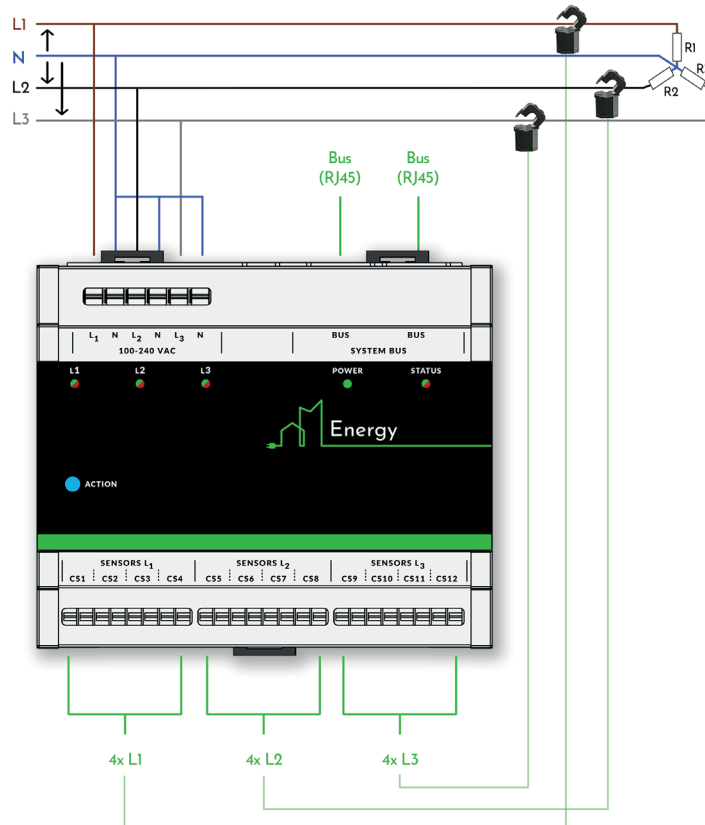 L1
N
L2
L3
R1
R2
Bus
(RJ45)
Bus
(RJ45)
L1 N L2 N L3 N
100-240 VAC
BUS BUS
SYSTEM BUS
L1 L2 L3 POWER STATUS
Energy
ACTION
SENSORS L1 SENSORS L2 SENSORS L3
CS1 CS2 CS3 CS4 CS5 CS6 CS7 CS8 CS9 CS10 CS11 CS12
4x L1 4x L2 4x L3